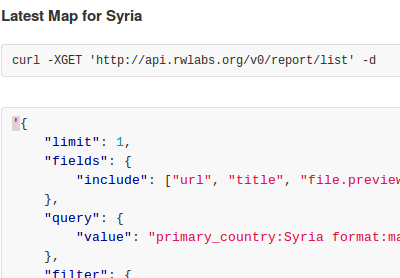 Latest Map for Syria
curl -XGET 'http://api.rwlabs.org/v0/report/list' -d
'{
"limit": 1,
"fields": {
"include": ["url", "title", "file.preview
},
"query": {
"value": "primary_country:Syria format:ma
},
"filter": {